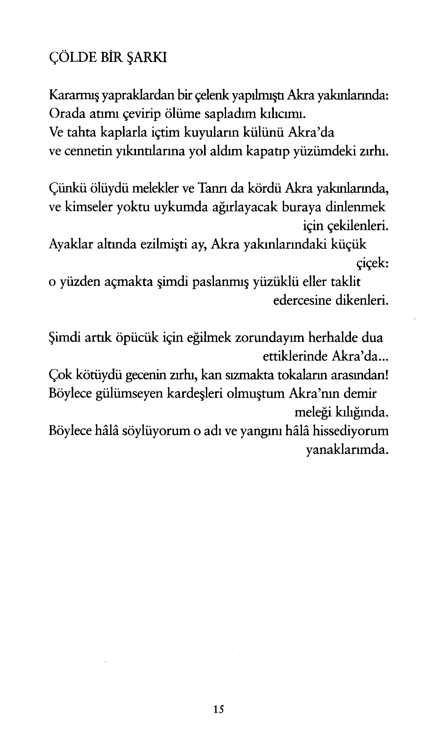 ÇÖLDE BİR ŞARKI
Kararmış yapraklardan bir çelenk yapılmıştı Akra yakınlarında:
Orada atımı çevirip ölüme sapladım kılıcımı.
Ve tahta kaplarla içtim kuyuların külünü Akra'da
ve cennetin yıkıntılarına yol aldım kapatıp yüzümdeki zırhı.
Çünkü ölüydü melekler ve Tanrı da kördü Akra yakınlarında,
ve kimseler yoktu uykumda ağırlayacak buraya dinlenmek
için çekilenleri.
Ayaklar altında ezilmişti ay, Akra yakınlarındaki küçük
çiçek:
o yüzden açmakta şimdi paslanmış yüzüklü eller taklit
edercesine dikenleri.
Şimdi artık öpücük için eğilmek zorundayım herhalde dua
ettiklerinde Akra'da...
Çok kötüydü gecenin zırhı, kan sızmakta tokaların arasından!
Böylece gülümseyen kardeşleri olmuştum Akra'nın demir
meleği kılığında.
Böylece hâlâ söylüyorum o adı ve yangını hâlâ hissediyorum
yanaklarımda.
15